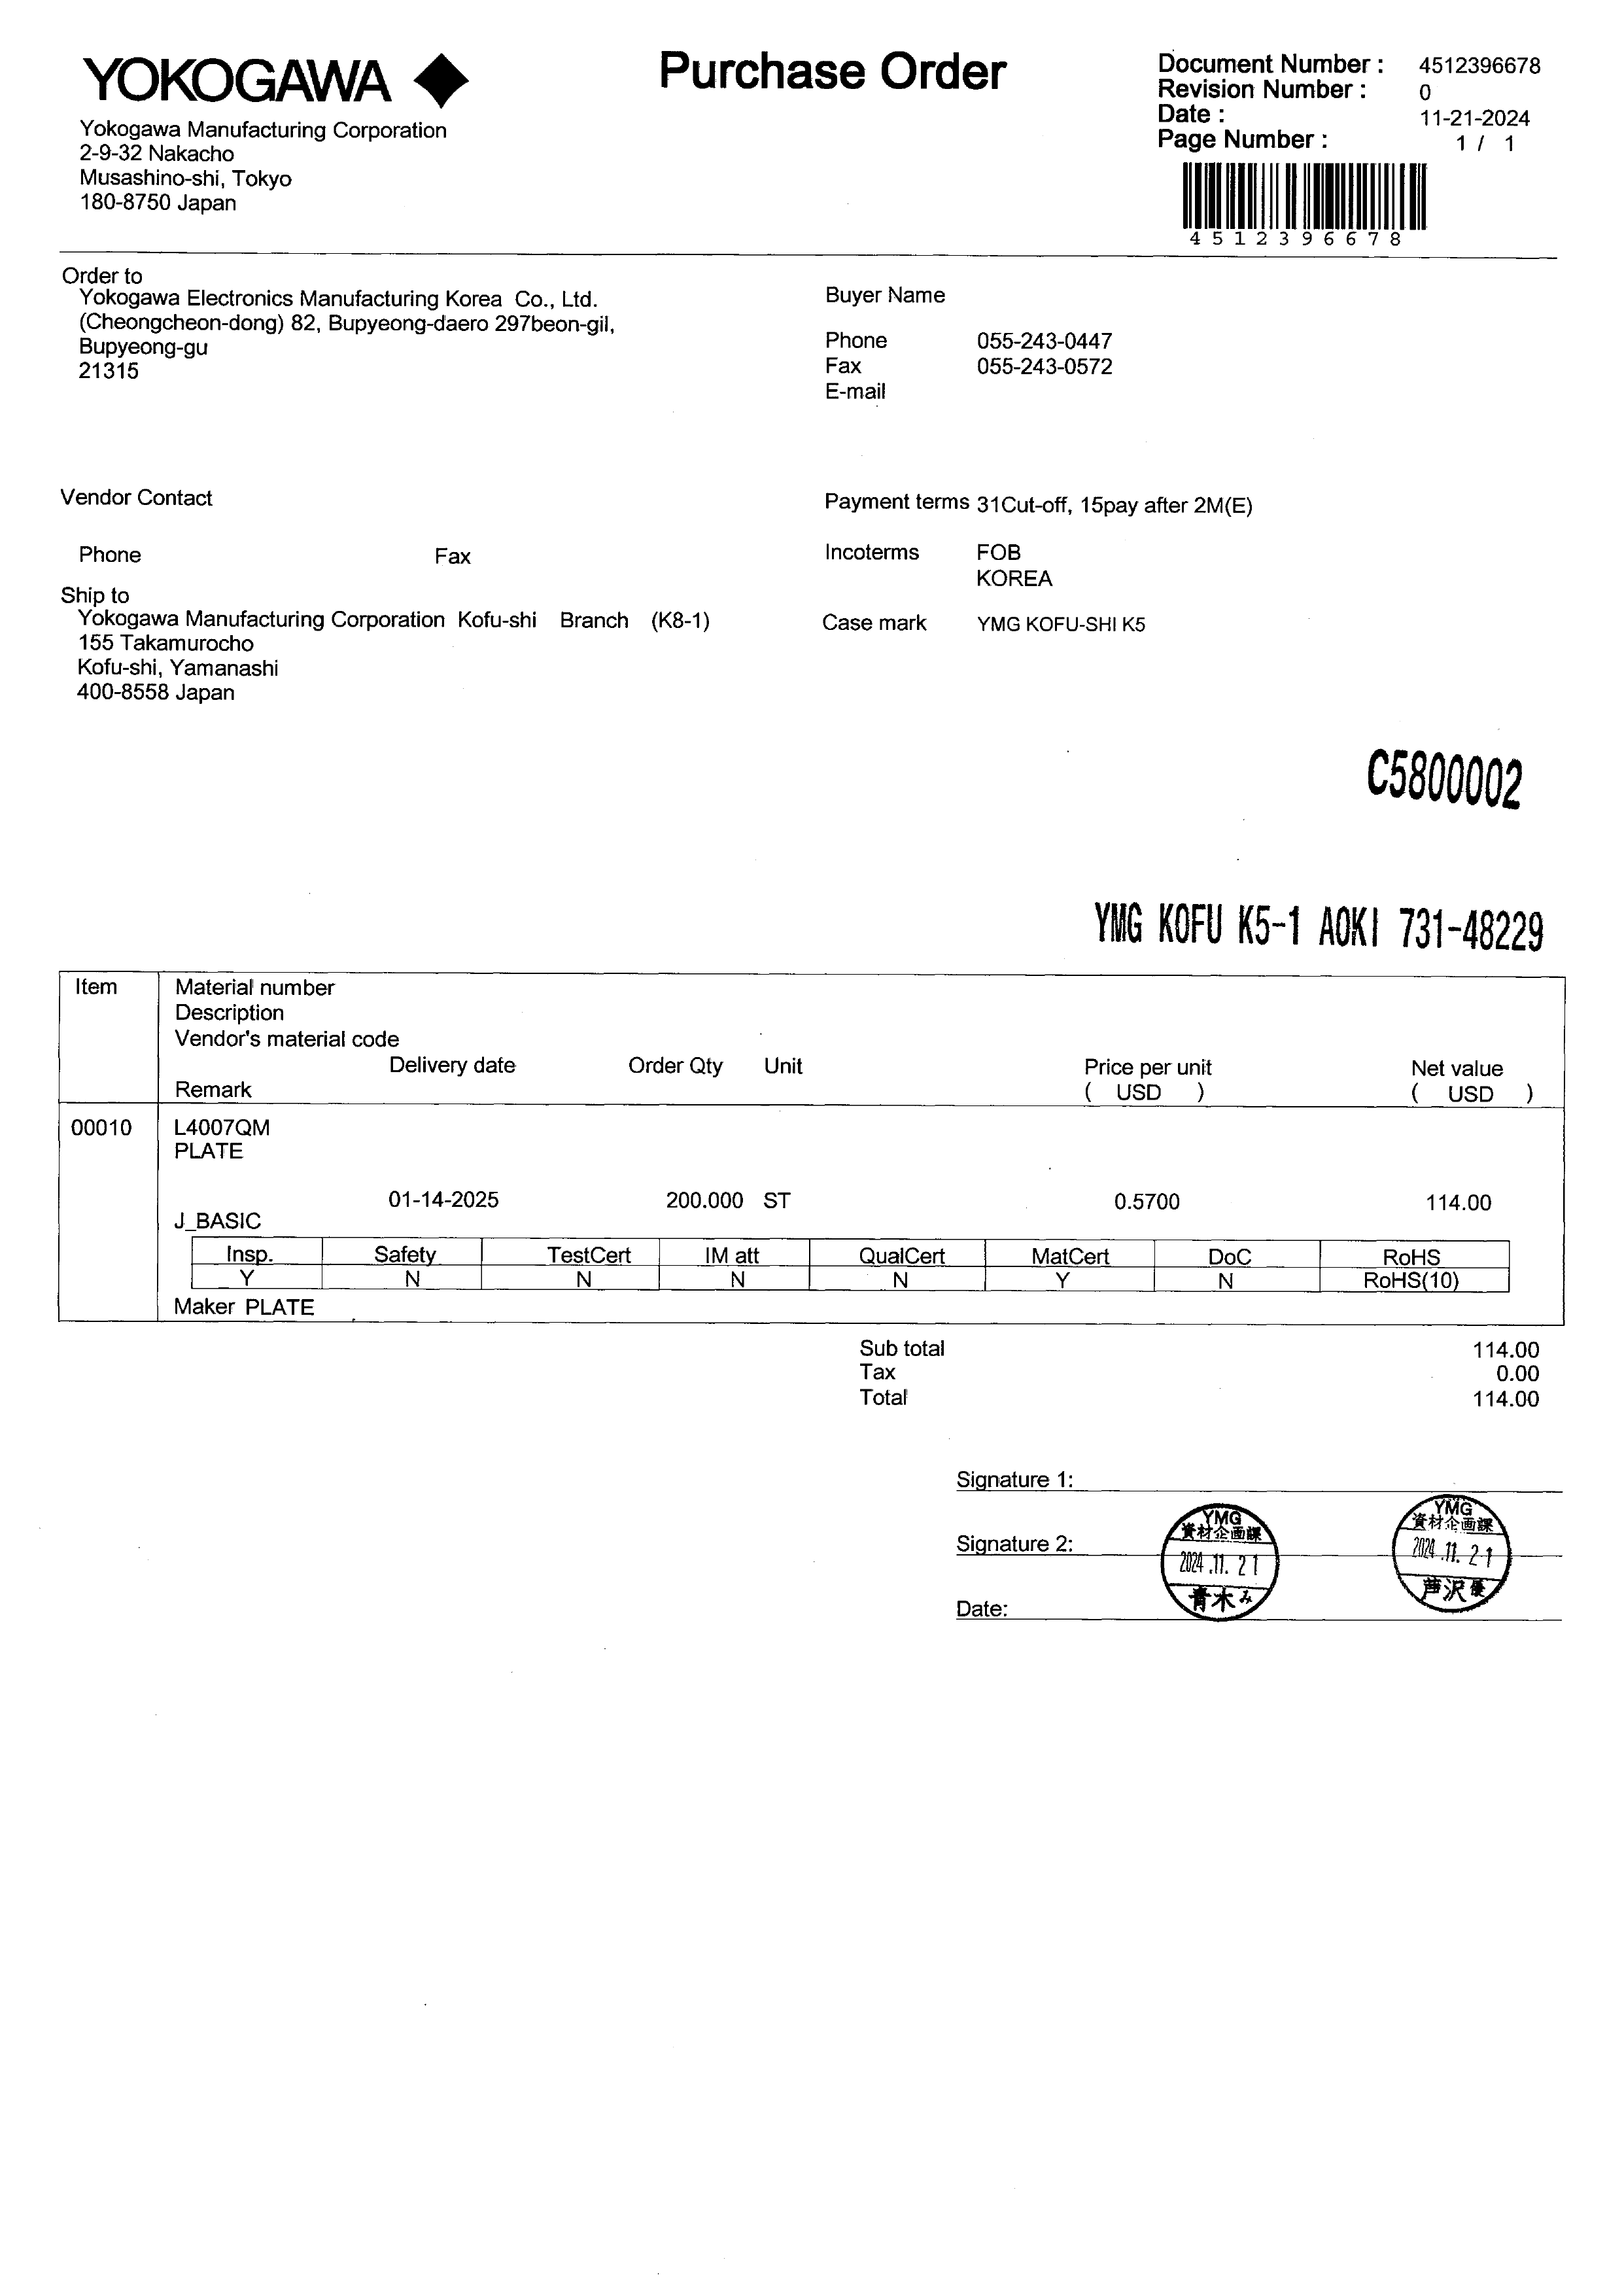 YOKOGAWA
Purchase Order
Document Number : 4512396678
Revision Number : 0
Date : 11-21-2024
Page Number : 1 / 1
4512396678
Yokogawa Manufacturing Corporation
2-9-32 Nakacho
Musashino-shi, Tokyo
180-8750 Japan
Order to
Yokogawa Electronics Manufacturing Korea Co., Ltd.
(Cheongcheon-dong) 82, Bupyeong-daero 297beon-gil,
Bupyeong-gu
21315
Buyer Name
Phone 055-243-0447
Fax 055-243-0572
E-mail
Vendor Contact
Phone Fax
Payment terms 31Cut-off, 15pay after 2M(E)
Incoterms FOB
KOREA
Ship to
Yokogawa Manufacturing Corporation Kofu-shi Branch (K8-1)
155 Takamurocho
Kofu-shi, Yamanashi
400-8558 Japan
Case mark YMG KOFU-SHI K5
C5800002
YMG KOFU K5-1 AOKI 731-48229
Item Material number
Description
Vendor's material code
Delivery date Order Qty Unit Price per unit Net value
Remark ( USD ) ( USD )
00010 L4007QM
PLATE
01-14-2025 200.000 ST 0.5700 114.00
J_BASIC
Insp. Safety TestCert IM att QualCert MatCert DoC RoHS
Y N N N N Y N RoHS(10)
Maker PLATE
Sub total 114.00
Tax 0.00
Total 114.00
Signature 1:
Signature 2:
Date:
YMG
資材企画課
2024.11.21
青木み
YMG
資材企画課
2024.11.21
芦沢優